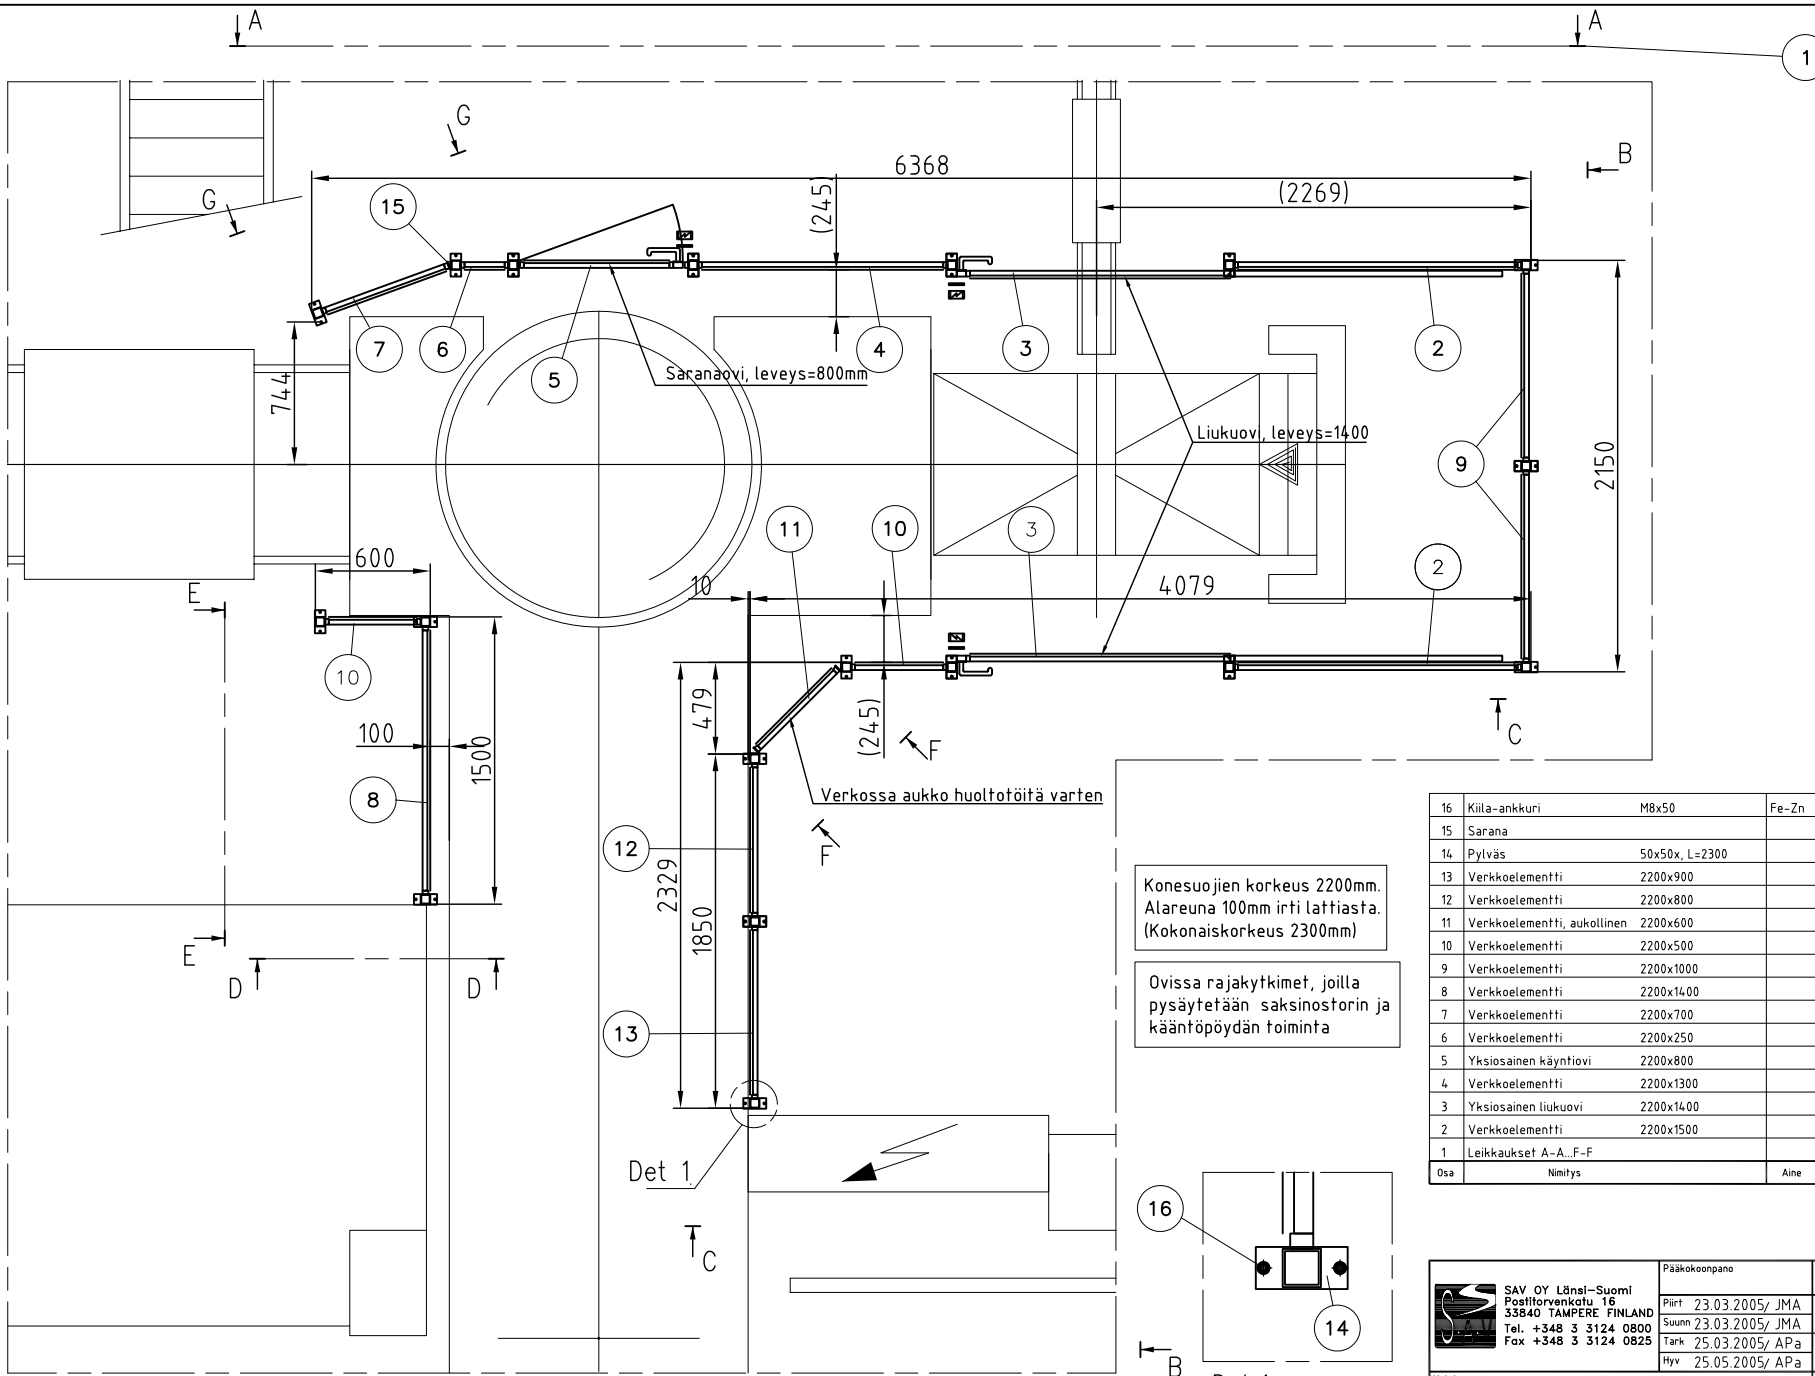 A
A
1
G
B
6368
(2269)
(245)
G
15
7
6
5
4
3
2
744
Saranaovi, leveys=800mm
Liukuovi, leveys=1400
9
2150
11
10
3
2
600
10
4079
E
10
479
(245)
C
100
1500
F
8
Verkossa aukko huoltotöitä varten
F
12
2329
1850
E
D
D
13
Konesuojien korkeus 2200mm.
Alareuna 100mm irti lattiasta.
(Kokonaiskorkeus 2300mm)
Ovissa rajakytkimet, joilla
pysäytetään saksinostorin ja
kääntöpöydän toiminta
16 Kiila-ankkuri M8x50 Fe-Zn
15 Sarana
14 Pylväs 50x50x, L=2300
13 Verkkoelementti 2200x900
12 Verkkoelementti 2200x800
11 Verkkoelementti, aukollinen 2200x600
10 Verkkoelementti 2200x500
9 Verkkoelementti 2200x1000
8 Verkkoelementti 2200x1400
7 Verkkoelementti 2200x700
6 Verkkoelementti 2200x250
5 Yksiosainen käyntiovi 2200x800
4 Verkkoelementti 2200x1300
3 Yksiosainen liukuovi 2200x1400
2 Verkkoelementti 2200x1500
1 Leikkaukset A-A...F-F
Osa Nimitys Aine
Det 1
C
16
14
B
SAV
SAV OY Länsi-Suomi
Postitorvenkatu 16
33840 TAMPERE FINLAND
Tel. +348 3 3124 0800
Fax +348 3 3124 0825
Pääkokoonpano
Piirt 23.03.2005/ JMA
Suunn 23.03.2005/ JMA
Tark 25.03.2005/ APa
Hyv 25.05.2005/ APa